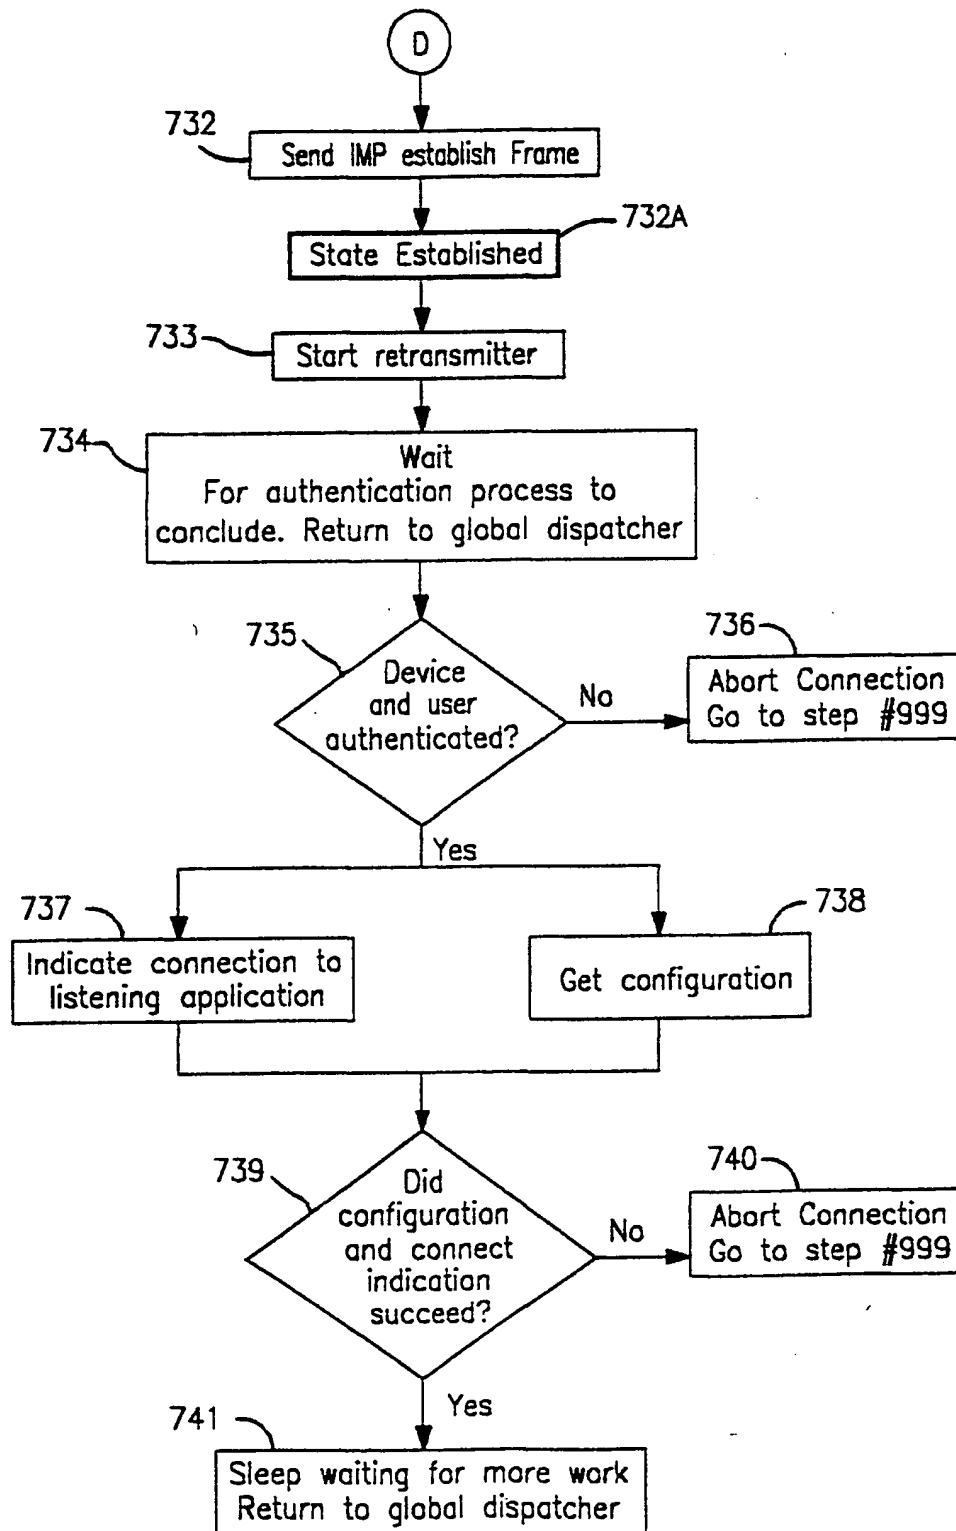 D
732
Send IMP establish Frame
732A
State Established
733
Start retransmitter
734
Wait
For authentication process to
conclude. Return to global dispatcher
735
Device
and user
authenticated?
No
736
Abort Connection
Go to step #999
Yes
737
Indicate connection to
listening application
738
Get configuration
739
Did
configuration
and connect
indication
succeed?
No
740
Abort Connection
Go to step #999
Yes
741
Sleep waiting for more work
Return to global dispatcher